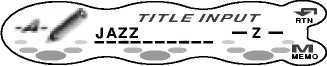 -A- TITLE INPUT
JAZZ – Z –
RTN
M
MEMO